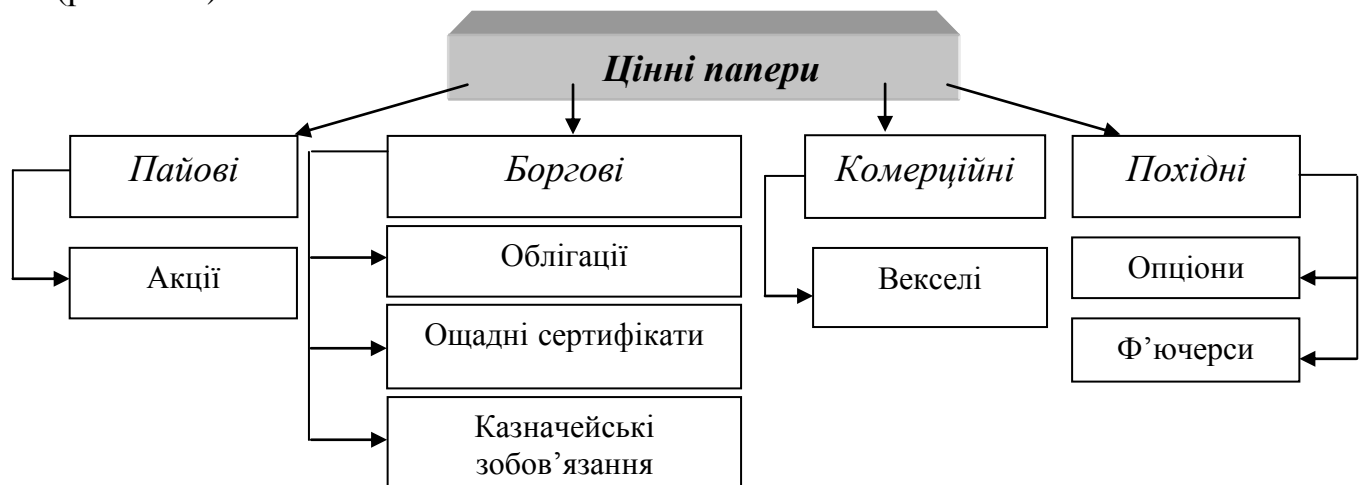 Цінні папери
Пайові
Боргові
Комерційні
Похідні
Акції
Облігації
Ощадні сертифікати
Казначейські
зобов’язання
Векселі
Опціони
Ф’ючерси